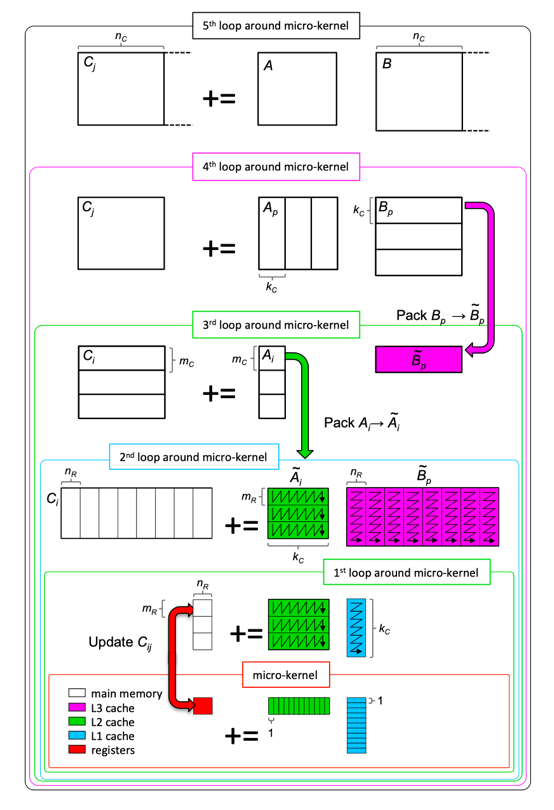 5th loop around micro-kernel
nC nC
Cj A B
+=
4th loop around micro-kernel
Cj Ap Bp
kC
+=
kC
Pack Bp → B̃p
3rd loop around micro-kernel
Ci mC mC Ai B̃p
+=
Pack Ai → Ãi
2nd loop around micro-kernel
nR Ãi nR B̃p
Ci mR
+=
kC
1st loop around micro-kernel
nR
mR kC
+=
Update Cij
micro-kernel
main memory
L3 cache
L2 cache
L1 cache
registers
+=
1 1